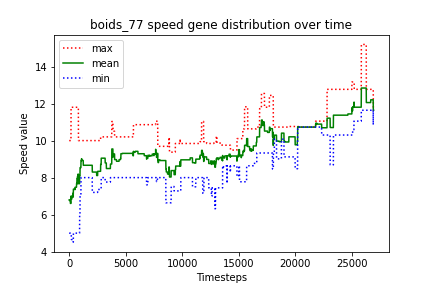 boids_77 speed gene distribution over time
max
mean
min
Speed value
14
12
10
8
6
4
0 5000 10000 15000 20000 25000
Timesteps